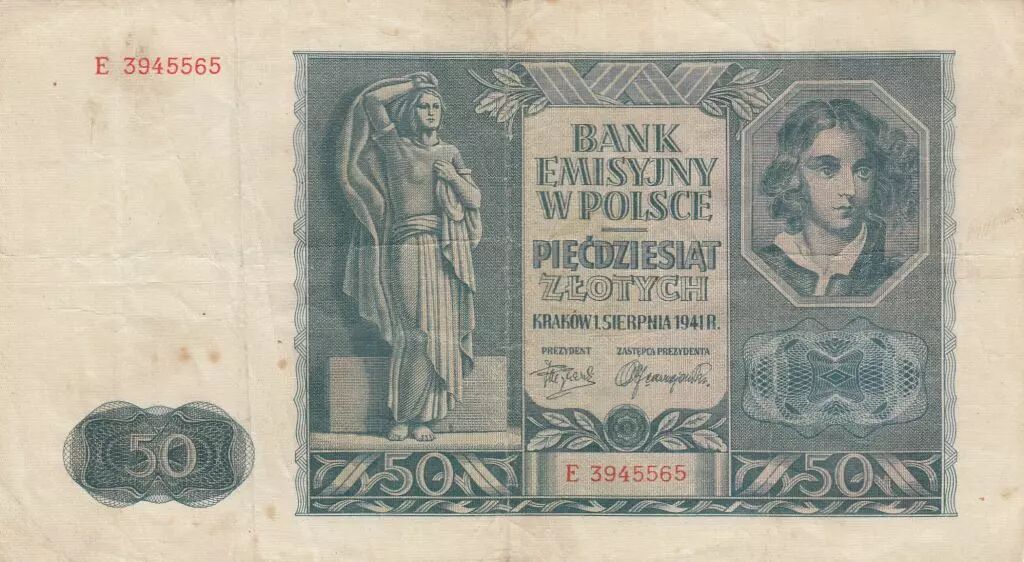 E 3945565
BANK
EMISYJNY
W POLSCE
PIĘĆDZIESIĄT
ZŁOTYCH
KRAKÓW 1. SIERPNIA 1941 R.
PREZYDENT ZASTĘPCA PREZYDENTA
50
50
E 3945565
50